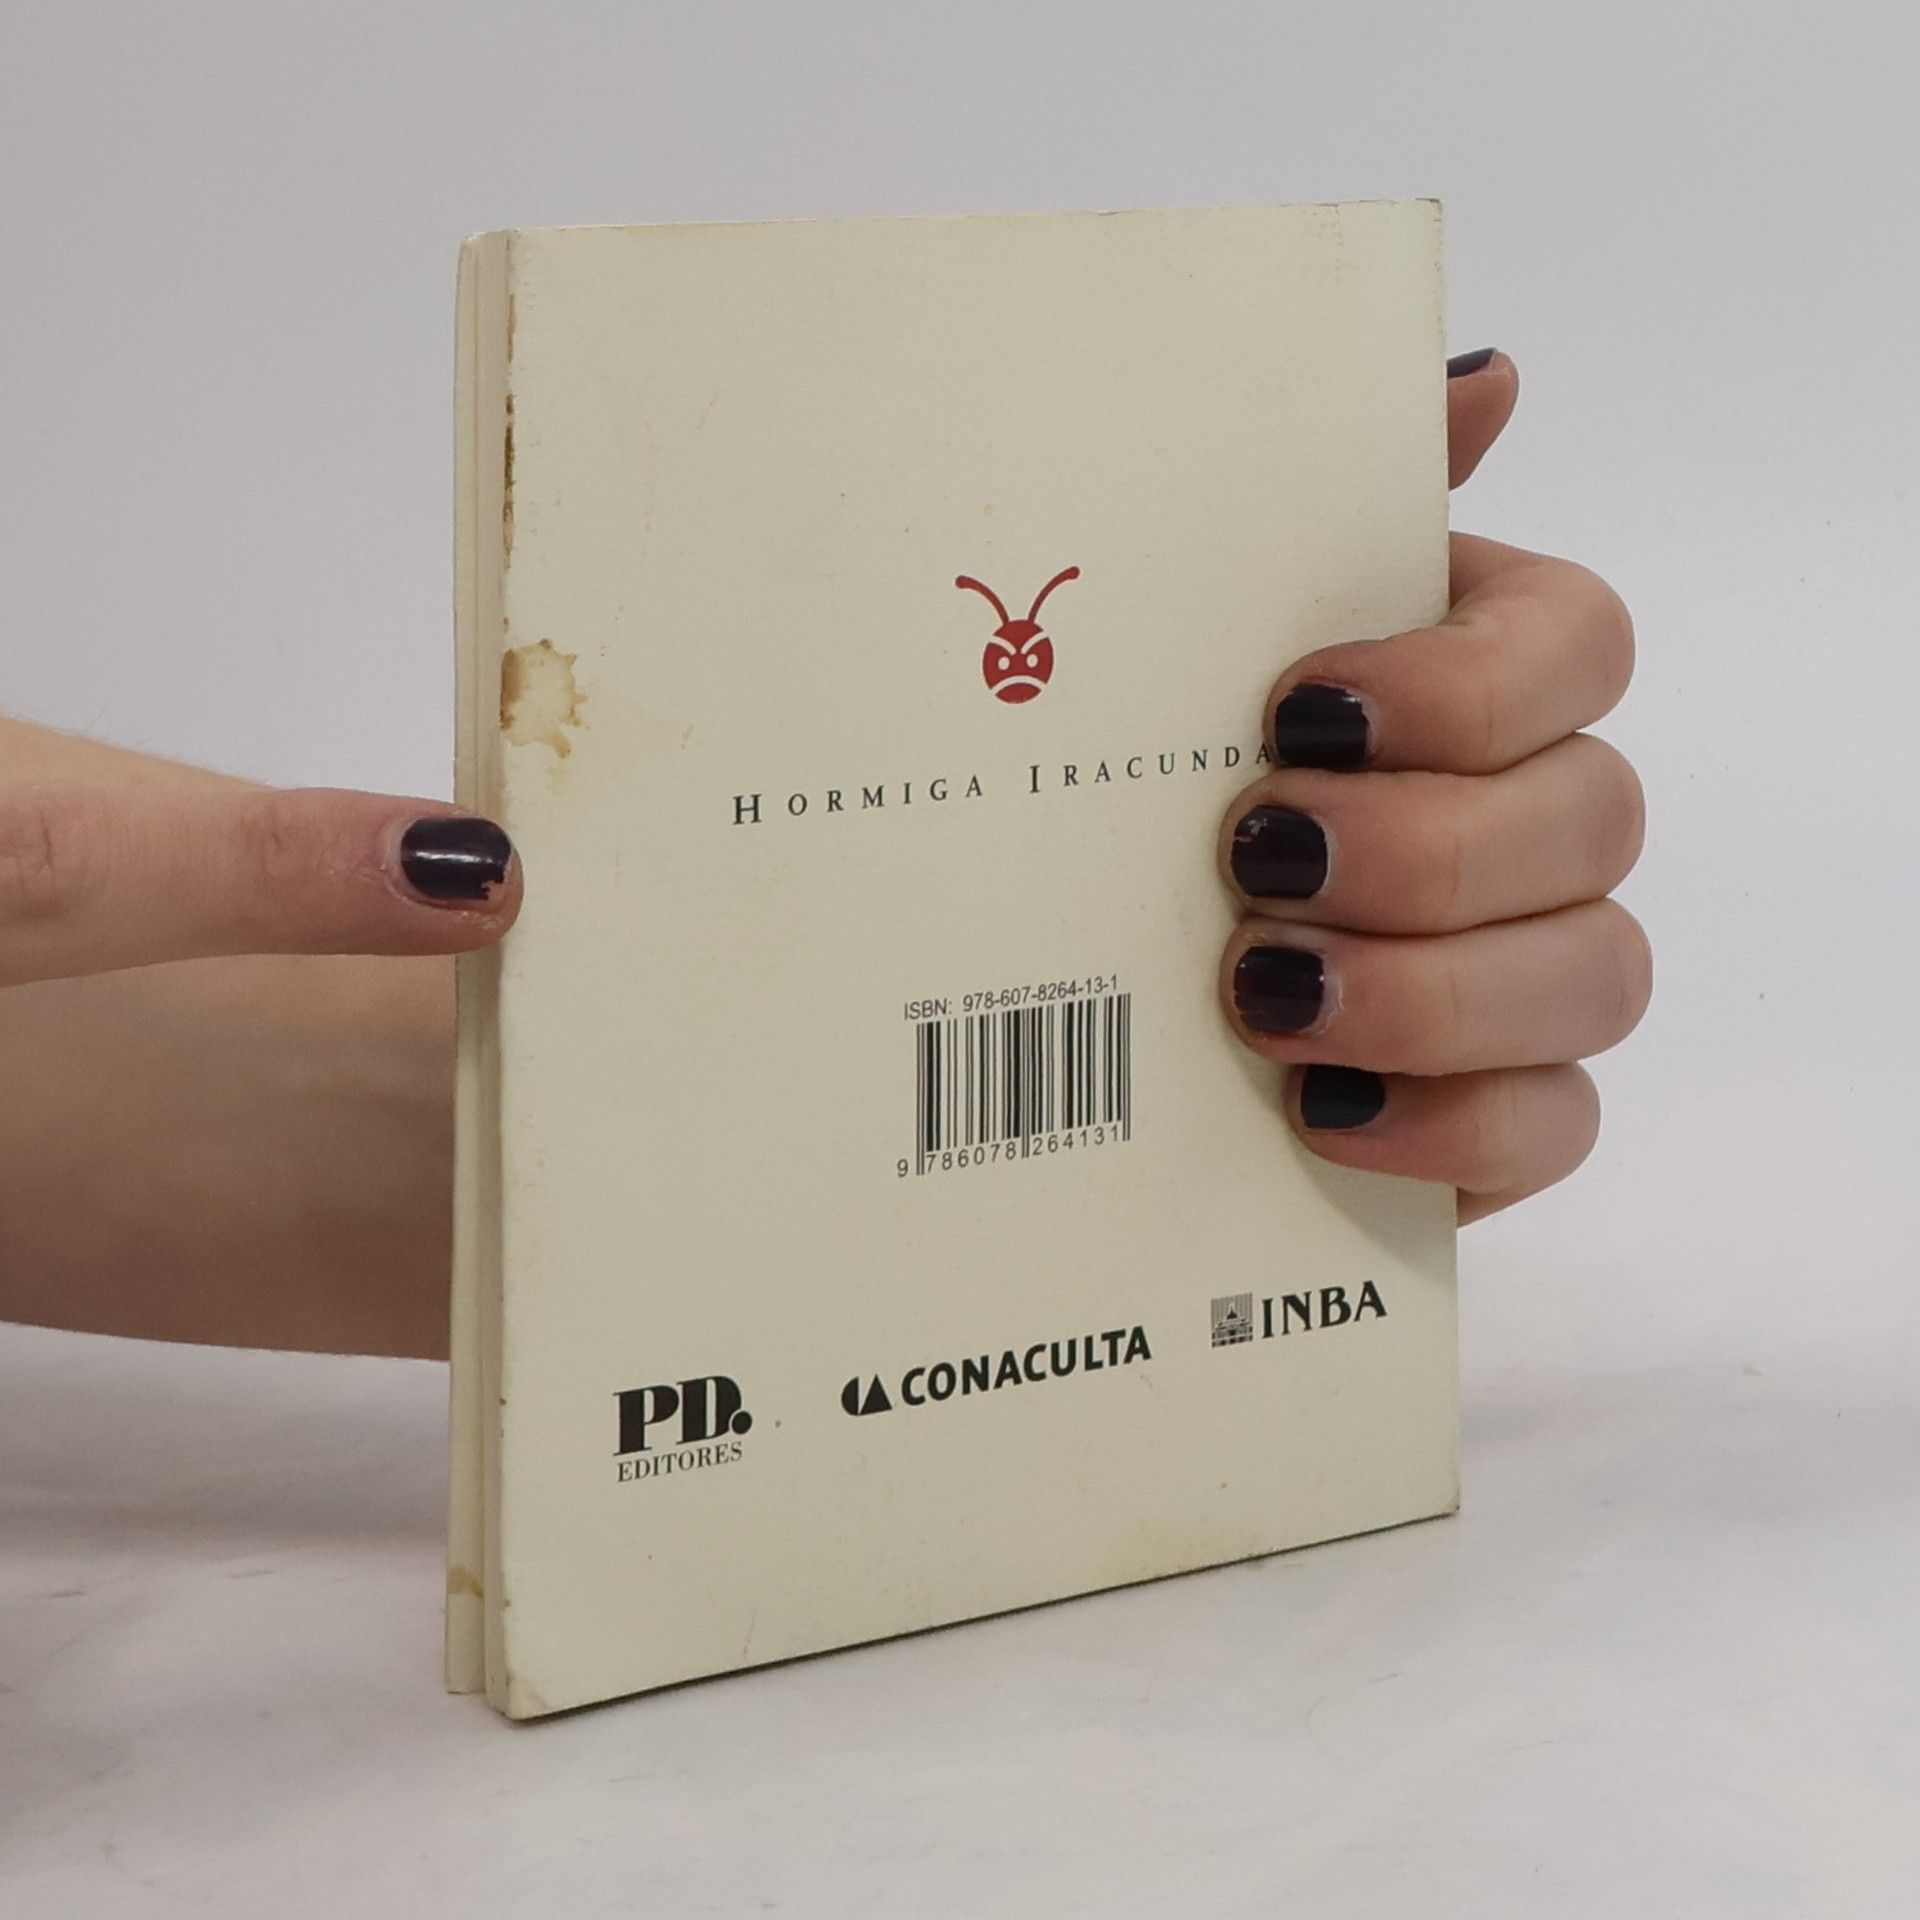 HORMIGA IRACUNDA
ISBN: 978-607-8264-13-1
9 786078 264131
PD.
EDITORES
CONACULTA
INBA